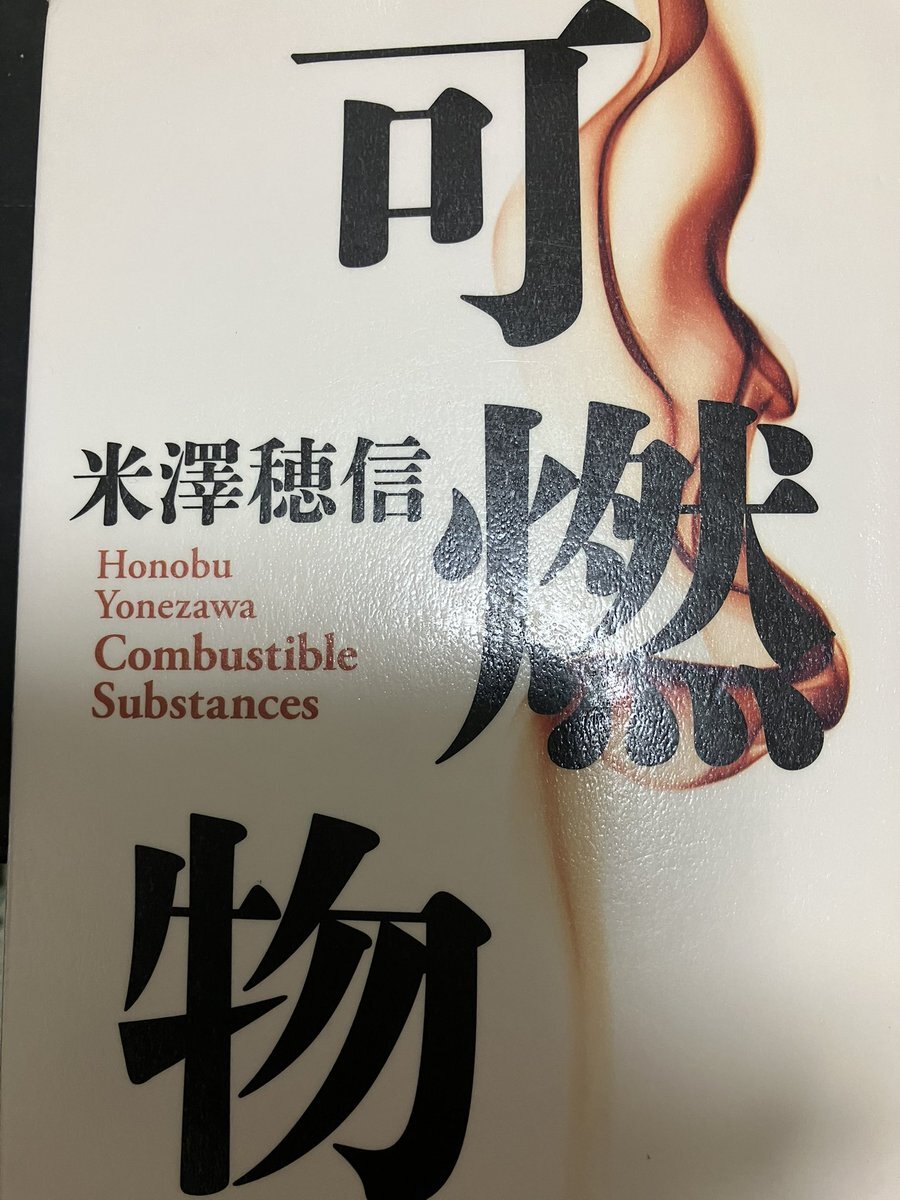 可燃物
米澤穂信
Honobu
Yonezawa
Combustible
Substances